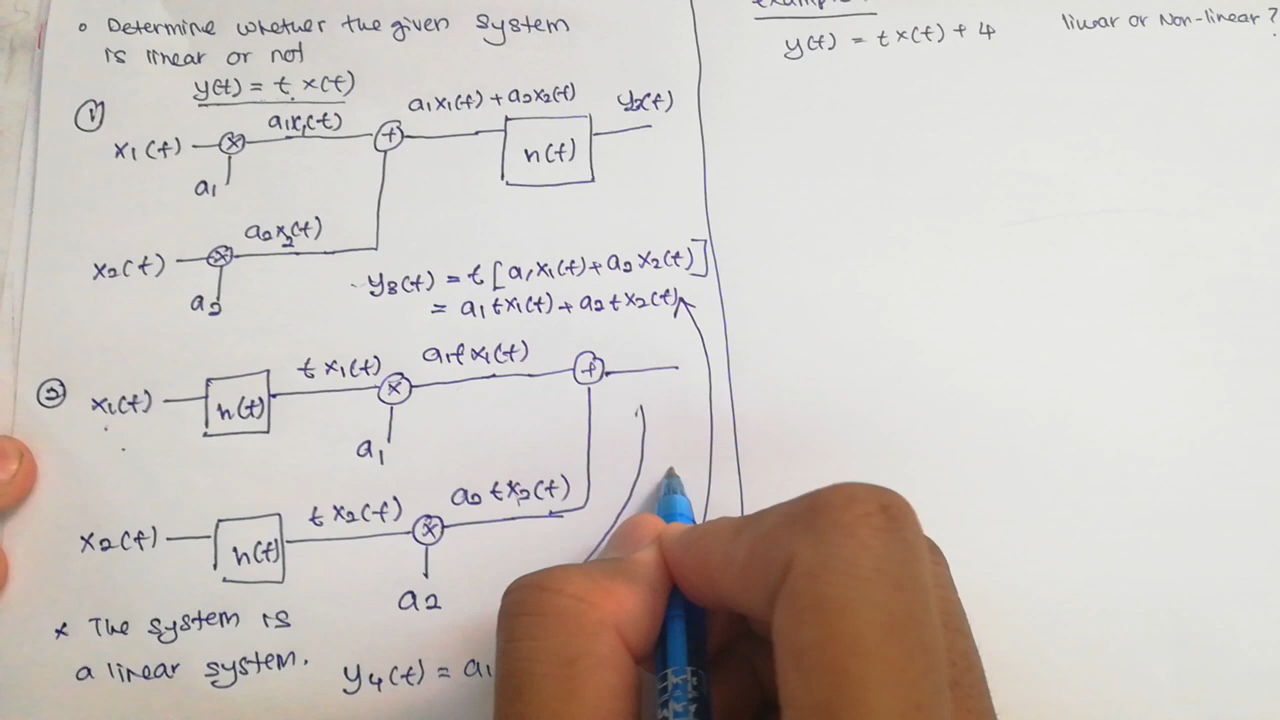 • Determine whether the given system
is linear or not
y(t) = t x(t)
①
x1(t)
a1x1(t)
a1
a1x1(t) + a2x2(t)
h(t)
y3(t)
x2(t)
a2x2(t)
a2
y3(t) = t [a1x1(t) + a2 x2(t)]
= a1 t x1(t) + a2 t x2(t)
②
x1(t)
h(t)
t x1(t)
a1t x1(t)
a1
x2(t)
h(t)
t x2(t)
a2 t x2(t)
a2
* The system is
a linear system.
y4(t) = a1
example
y(t) = t x(t) + 4
linear or Non-linear?